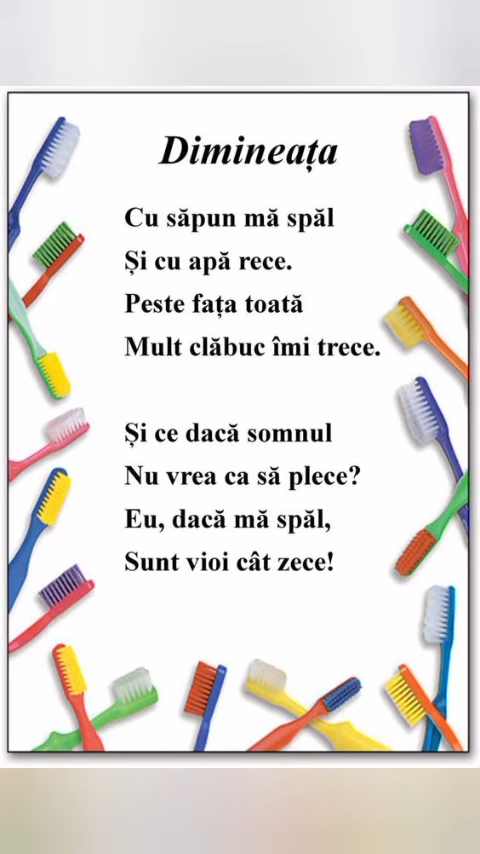 Dimineața
Cu săpun mă spăl
Și cu apă rece.
Peste fața toată
Mult clăbuc îmi trece.
Și ce dacă somnul
Nu vrea ca să plece?
Eu, dacă mă spăl,
Sunt vioi cât zece!